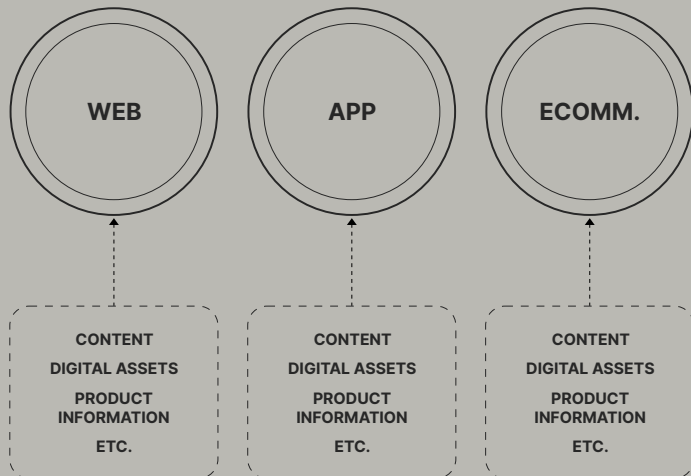 WEB
APP
ECOMM.
CONTENT
DIGITAL ASSETS
PRODUCT
INFORMATION
ETC.
CONTENT
DIGITAL ASSETS
PRODUCT
INFORMATION
ETC.
CONTENT
DIGITAL ASSETS
PRODUCT
INFORMATION
ETC.